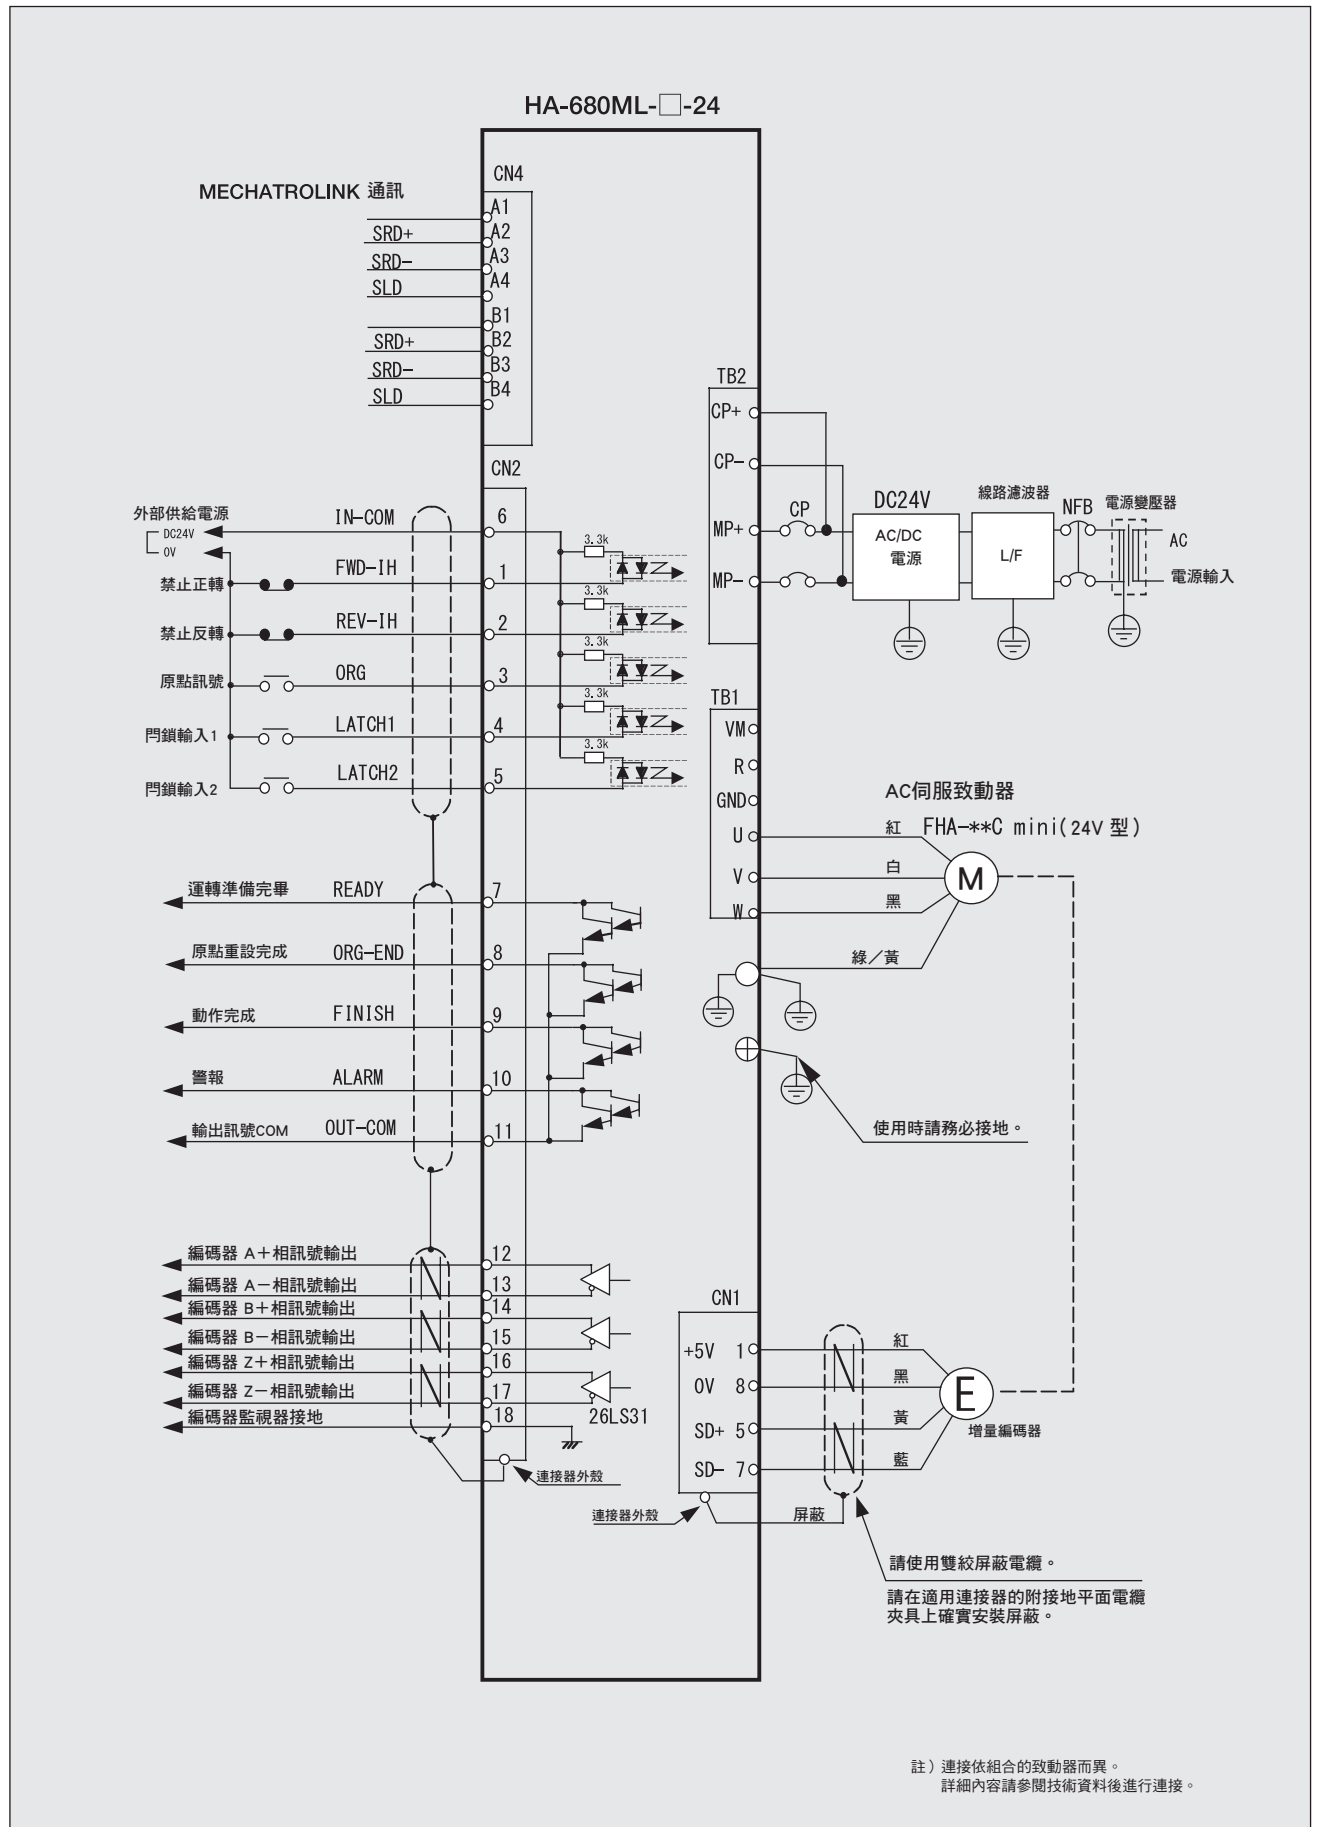 HA-680ML-□-24
MECHATROLINK 通訊
CN4
A1
SRD+
A2
SRD-
A3
SLD
A4
B1
SRD+
B2
SRD-
B3
SLD
B4
CN2
外部供給電源
DC24V
0V
IN-COM
6
3.3k
禁止正轉
FWD-IH
1
3.3k
禁止反轉
REV-IH
2
3.3k
原點訊號
ORG
3
3.3k
閂鎖輸入1
LATCH1
4
3.3k
閂鎖輸入2
LATCH2
5
運轉準備完畢
READY
7
原點重設完成
ORG-END
8
動作完成
FINISH
9
警報
ALARM
10
輸出訊號COM
OUT-COM
11
編碼器 A+相訊號輸出
12
編碼器 A-相訊號輸出
13
編碼器 B+相訊號輸出
14
編碼器 B-相訊號輸出
15
編碼器 Z+相訊號輸出
16
編碼器 Z-相訊號輸出
17
編碼器監視器接地
18
26LS31
連接器外殼
TB2
CP+
CP-
MP+
MP-
CP
DC24V
AC/DC
電源
線路濾波器
L/F
NFB
電源變壓器
AC
電源輸入
TB1
VM
R
GND
U
V
W
AC伺服致動器
FHA-**C mini(24V 型)
紅
白
黑
綠/黃
M
使用時請務必接地。
CN1
+5V 1
0V 8
SD+ 5
SD- 7
紅
黑
黃
藍
E
增量編碼器
連接器外殼
屏蔽
請使用雙絞屏蔽電纜。
請在適用連接器的附接地平面電纜
夾具上確實安裝屏蔽。
註）連接依組合的致動器而異。
詳細內容請參閱技術資料後進行連接。